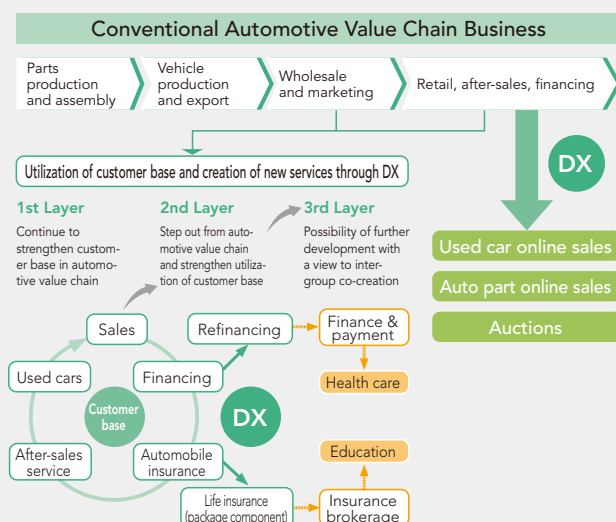 Conventional Automotive Value Chain Business
Parts
production
and assembly
Vehicle
production
and export
Wholesale
and marketing
Retail, after-sales, financing
DX
Utilization of customer base and creation of new services through DX
1st Layer
Continue to
strengthen custom-
er base in automo-
tive value chain
2nd Layer
Step out from auto-
motive value chain
and strengthen utiliza-
tion of customer base
3rd Layer
Possibility of further
development with
a view to inter-
group co-creation
Used car online sales
Auto part online sales
Auctions
Sales
Refinancing
Finance &
payment
Used cars
Financing
Health care
Customer
base
DX
After-sales
service
Automobile
insurance
Education
Life insurance
(package component)
Insurance
brokerage